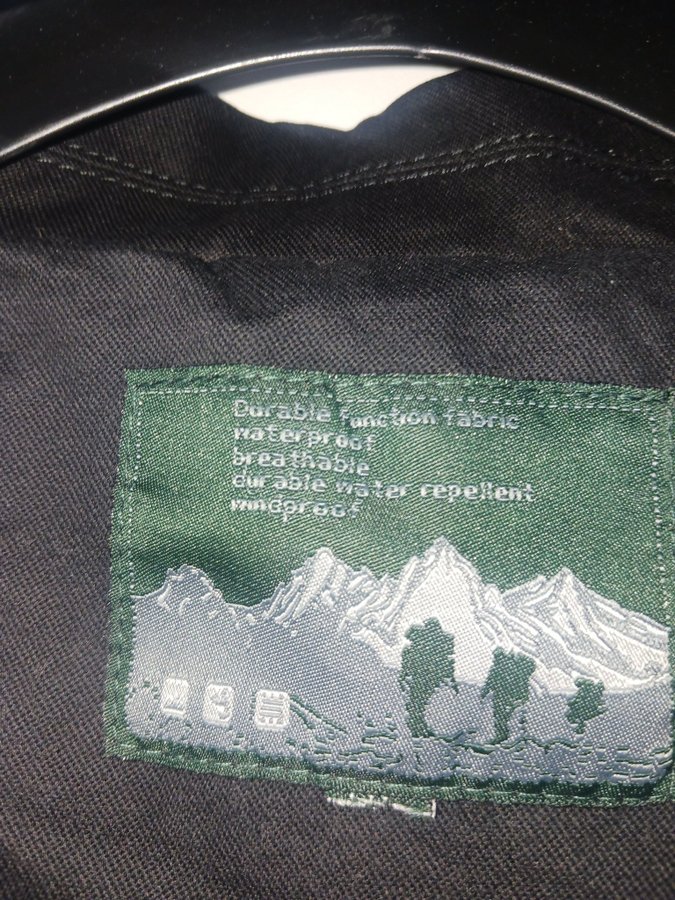 Durable function fabric
waterproof
breathable
durable water repellent
windproof